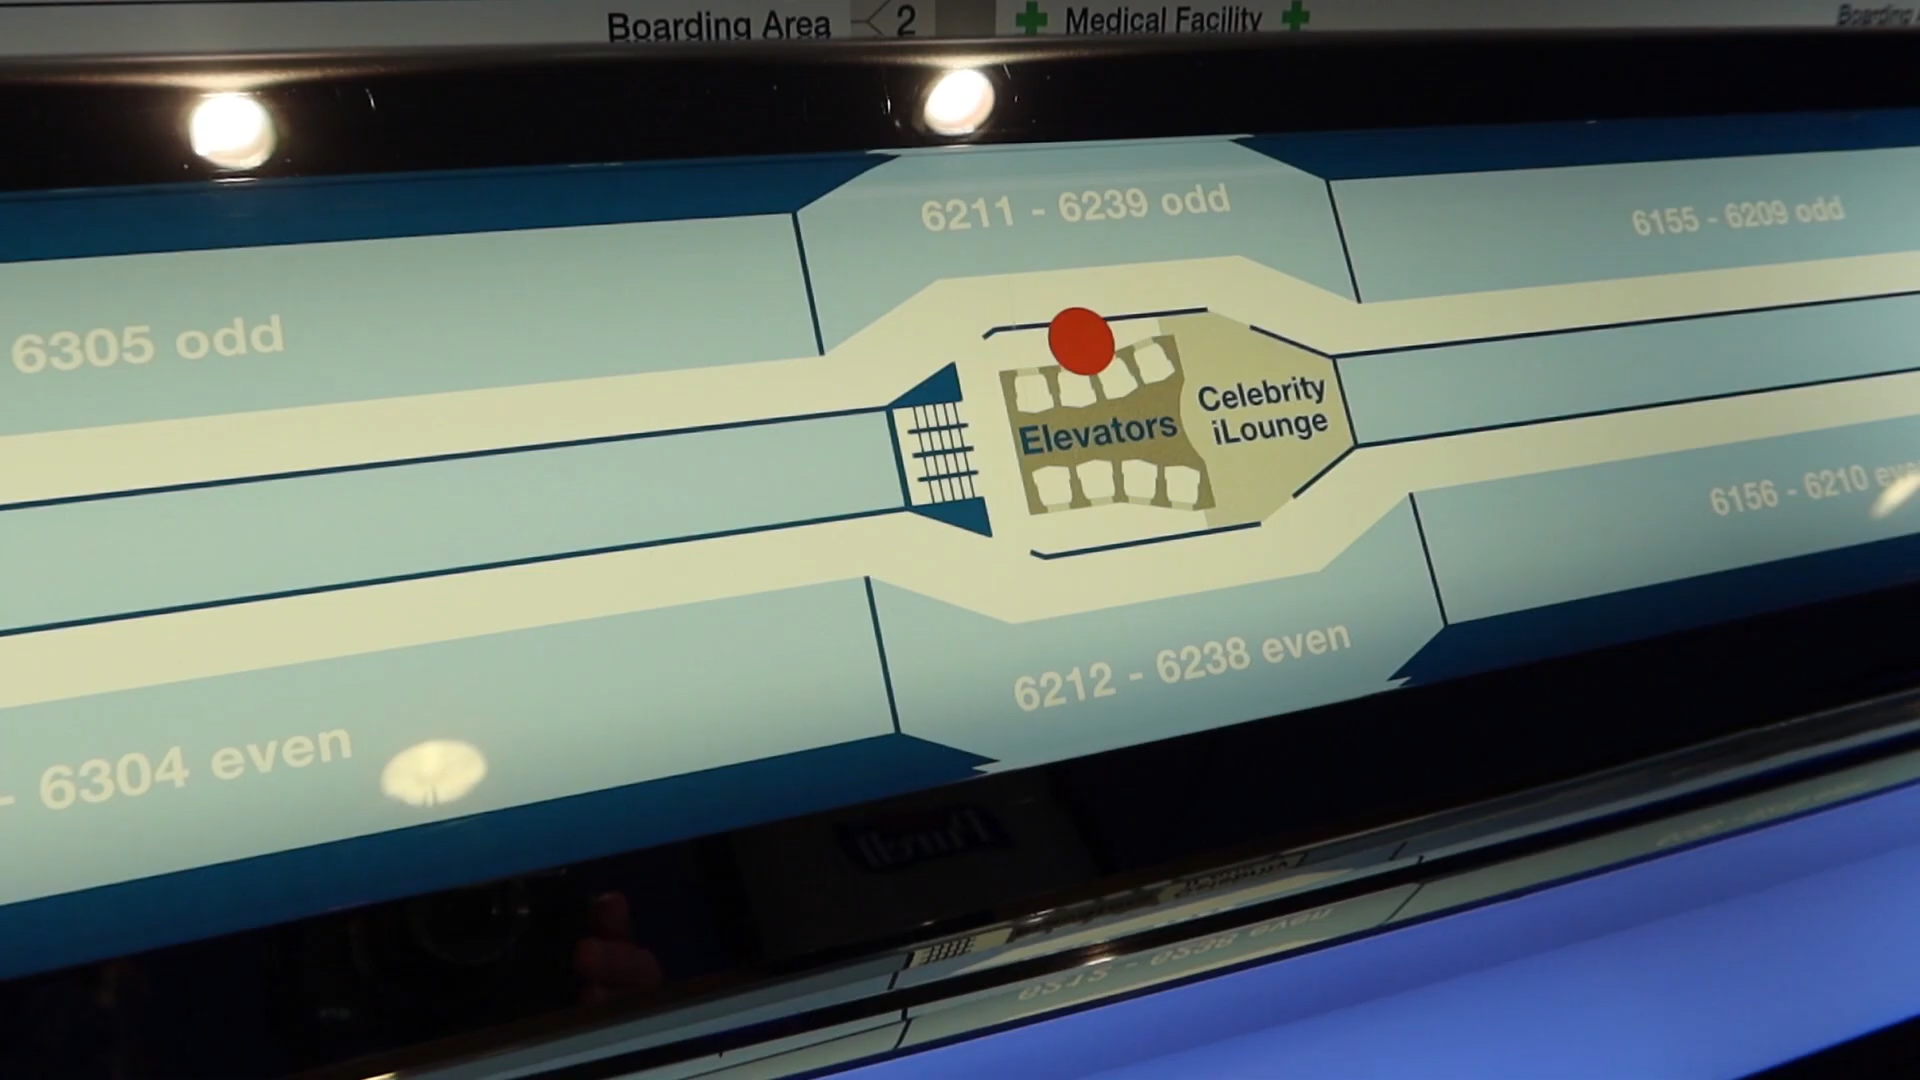 Boarding Area 2
Medical Facility
Boarding
6211 - 6239 odd
6155 - 6209 odd
6305 odd
Elevators
Celebrity
iLounge
6156 - 6210
6212 - 6238 even
- 6304 even